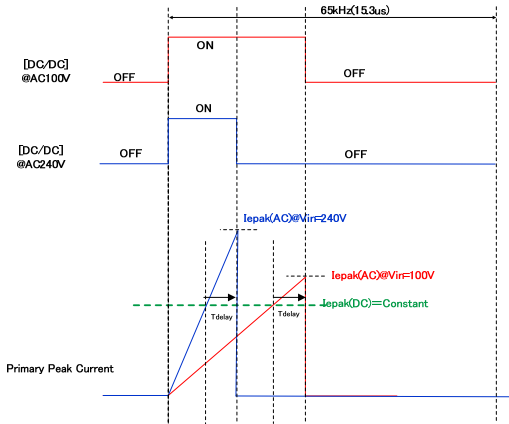 65kHz(15.3us)
[DC/DC]
@AC100V
OFF
ON
OFF
[DC/DC]
@AC240V
OFF
ON
OFF
Iepak(AC)@Vin=240V
Iepak(AC)@Vin=100V
Iepak(DC)=Constant
Tdelay
Tdelay
Primary Peak Current